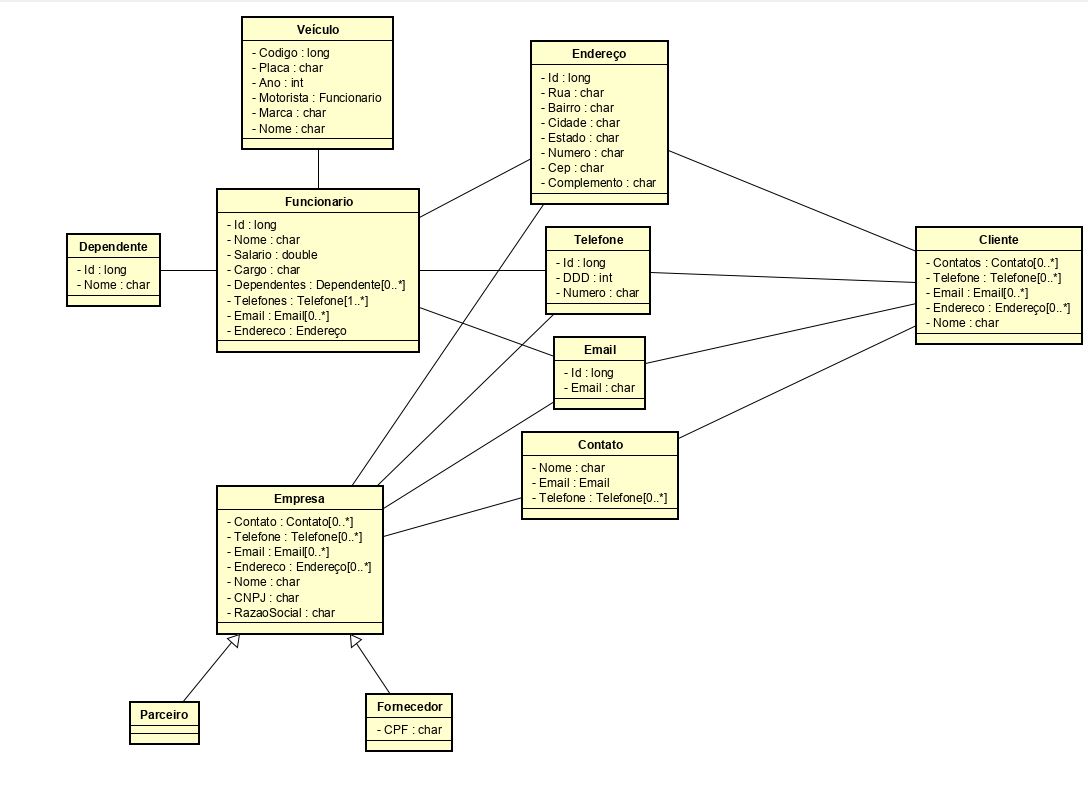 Veículo
- Codigo : long
- Placa : char
- Ano : int
- Motorista : Funcionario
- Marca : char
- Nome : char
Endereço
- Id : long
- Rua : char
- Bairro : char
- Cidade : char
- Estado : char
- Numero : char
- Cep : char
- Complemento : char
Funcionario
- Id : long
- Nome : char
- Salario : double
- Cargo : char
- Dependentes : Dependente[0..*]
- Telefones : Telefone[1..*]
- Email : Email[0..*]
- Endereco : Endereço
Dependente
- Id : long
- Nome : char
Telefone
- Id : long
- DDD : int
- Numero : char
Cliente
- Contatos : Contato[0..*]
- Telefone : Telefone[0..*]
- Email : Email[0..*]
- Endereco : Endereço[0..*]
- Nome : char
Email
- Id : long
- Email : char
Contato
- Nome : char
- Email : Email
- Telefone : Telefone[0..*]
Empresa
- Contato : Contato[0..*]
- Telefone : Telefone[0..*]
- Email : Email[0..*]
- Endereco : Endereço[0..*]
- Nome : char
- CNPJ : char
- RazaoSocial : char
Parceiro
Fornecedor
- CPF : char